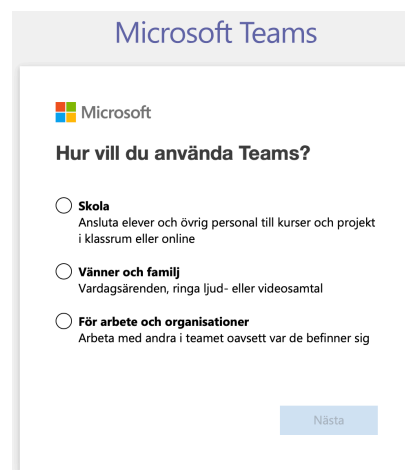 Microsoft Teams
Microsoft
Hur vill du använda Teams?
Skola
Ansluta elever och övrig personal till kurser och projekt
i klassrum eller online
Vänner och familj
Vardagsärenden, ringa ljud- eller videosamtal
För arbete och organisationer
Arbeta med andra i teamet oavsett var de befinner sig
Nästa